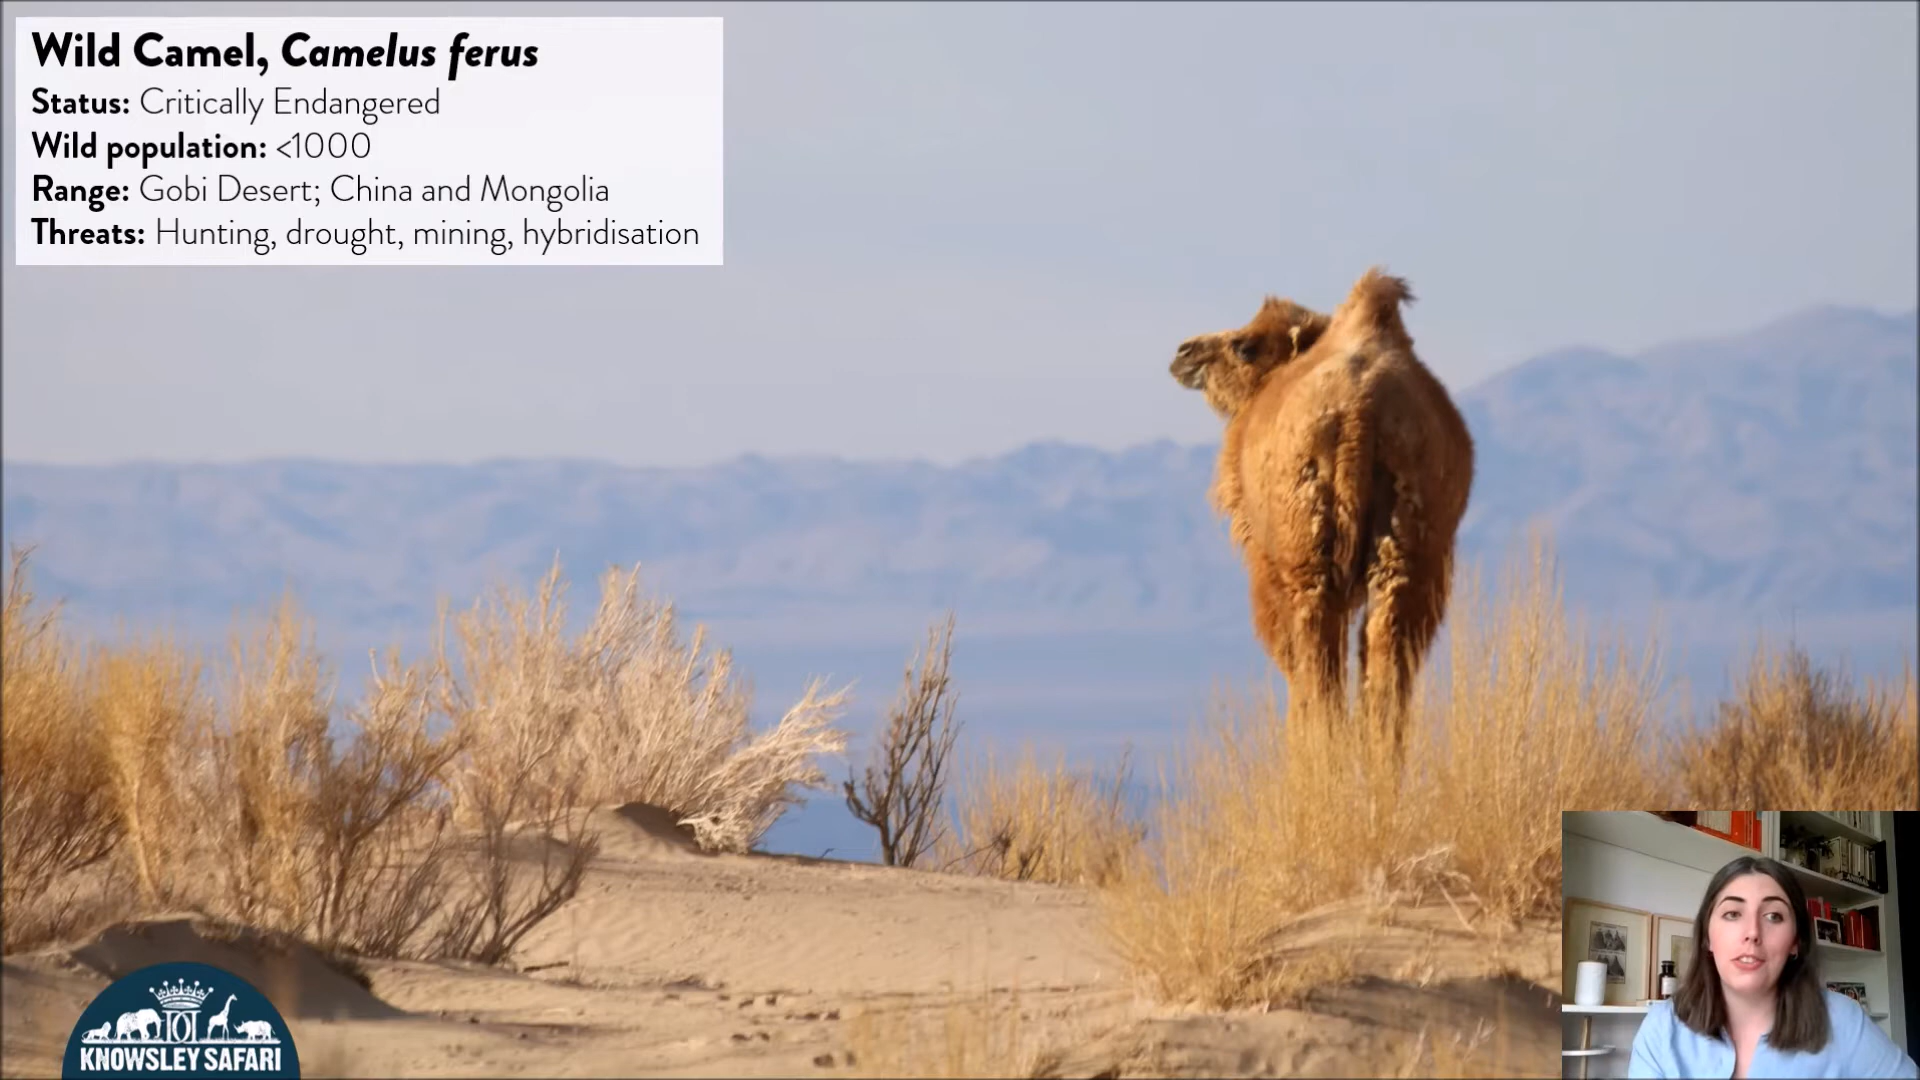 Wild Camel, Camelus ferus
Status: Critically Endangered
Wild population: <1000
Range: Gobi Desert; China and Mongolia
Threats: Hunting, drought, mining, hybridisation
KNOWSLEY SAFARI